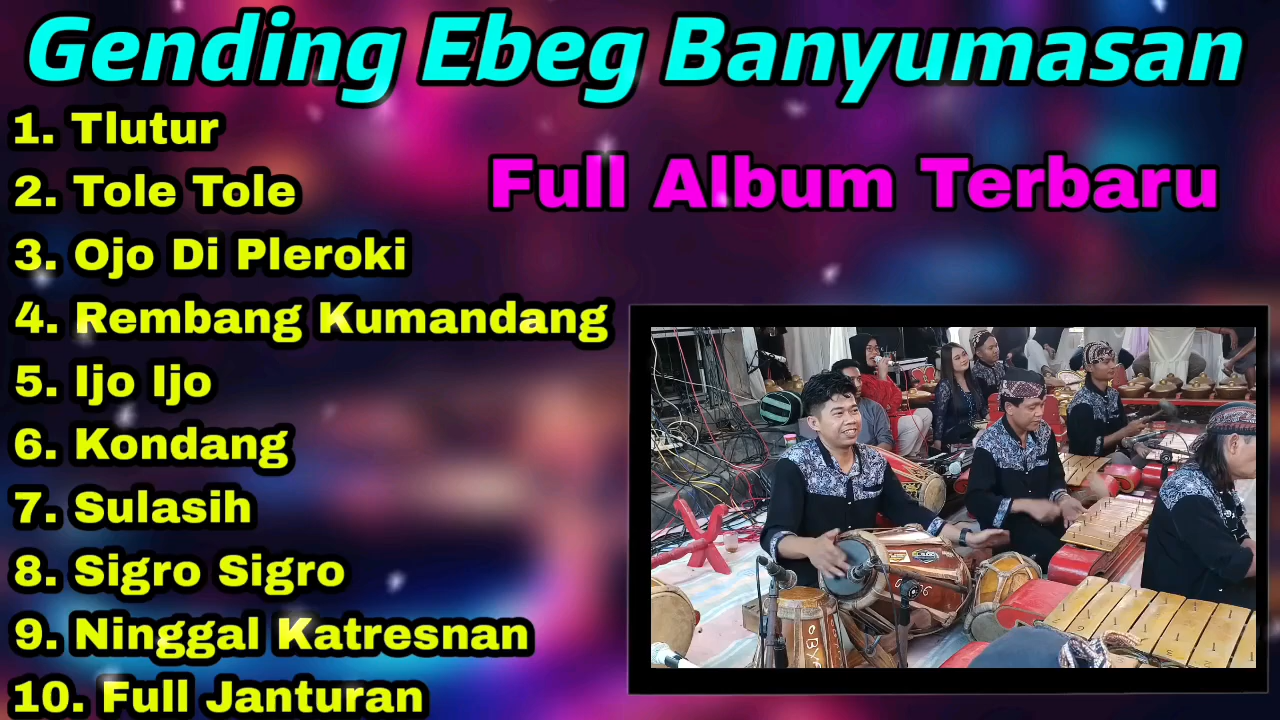 Gending Ebeg Banyumasan
Full Album Terbaru
1. Tlutur
2. Tole Tole
3. Ojo Di Pleroki
4. Rembang Kumandang
5. Ijo Ijo
6. Kondang
7. Sulasih
8. Sigro Sigro
9. Ninggal Katresnan
10. Full Janturan